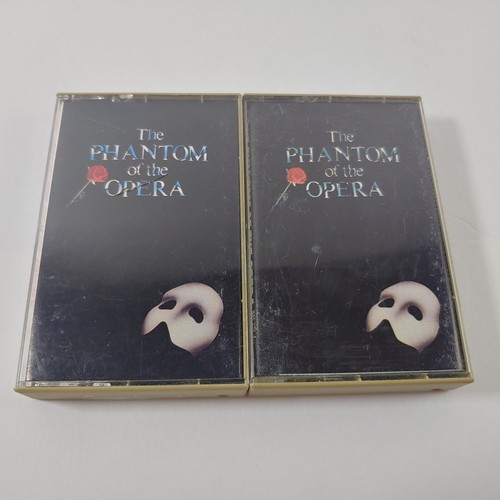 The
PHANTOM
of the
OPERA
The
PHANTOM
of the
OPERA